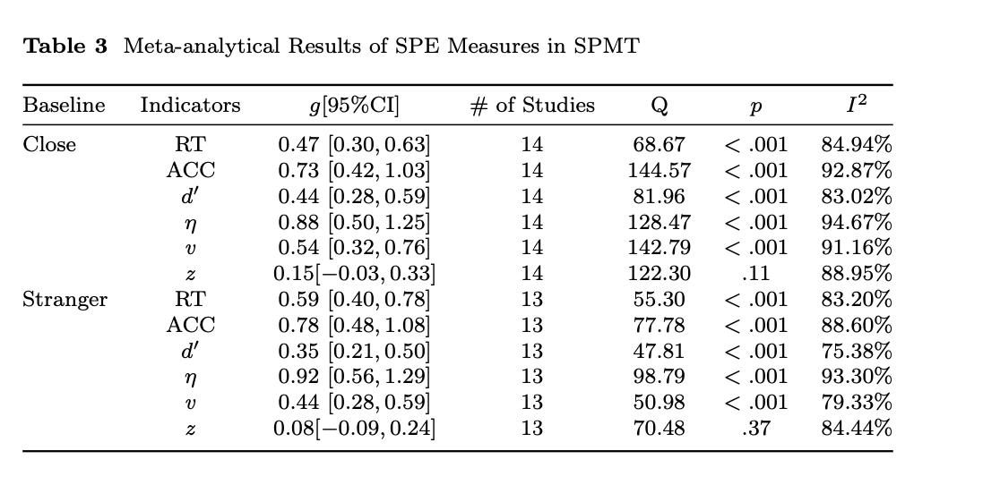 Table 3 Meta-analytical Results of SPE Measures in SPMT
Baseline Indicators g[95%CI] # of Studies Q p I²
Close RT 0.47 [0.30, 0.63] 14 68.67 < .001 84.94%
ACC 0.73 [0.42, 1.03] 14 144.57 < .001 92.87%
d′ 0.44 [0.28, 0.59] 14 81.96 < .001 83.02%
η 0.88 [0.50, 1.25] 14 128.47 < .001 94.67%
v 0.54 [0.32, 0.76] 14 142.79 < .001 91.16%
z 0.15[−0.03, 0.33] 14 122.30 .11 88.95%
Stranger RT 0.59 [0.40, 0.78] 13 55.30 < .001 83.20%
ACC 0.78 [0.48, 1.08] 13 77.78 < .001 88.60%
d′ 0.35 [0.21, 0.50] 13 47.81 < .001 75.38%
η 0.92 [0.56, 1.29] 13 98.79 < .001 93.30%
v 0.44 [0.28, 0.59] 13 50.98 < .001 79.33%
z 0.08[−0.09, 0.24] 13 70.48 .37 84.44%